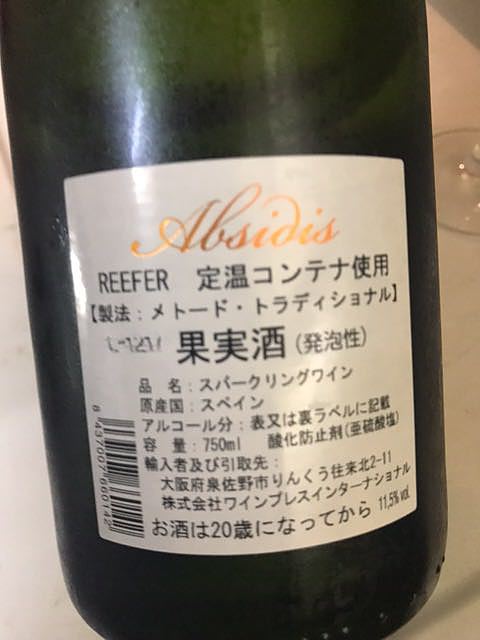 Absidis
REEFER 定温コンテナ使用
【製法：メトード・トラディショナル】
果実酒(発泡性)
品 名：スパークリングワイン
原産国：スペイン
アルコール分：表又は裏ラベルに記載
容 量：750ml 酸化防止剤(亜硫酸塩)
輸入者及び引取先：
大阪府泉佐野市りんくう往来北2-11
株式会社ワインプレスインターナショナル
11,5% vol.
お酒は20歳になってから
8 437007 660142